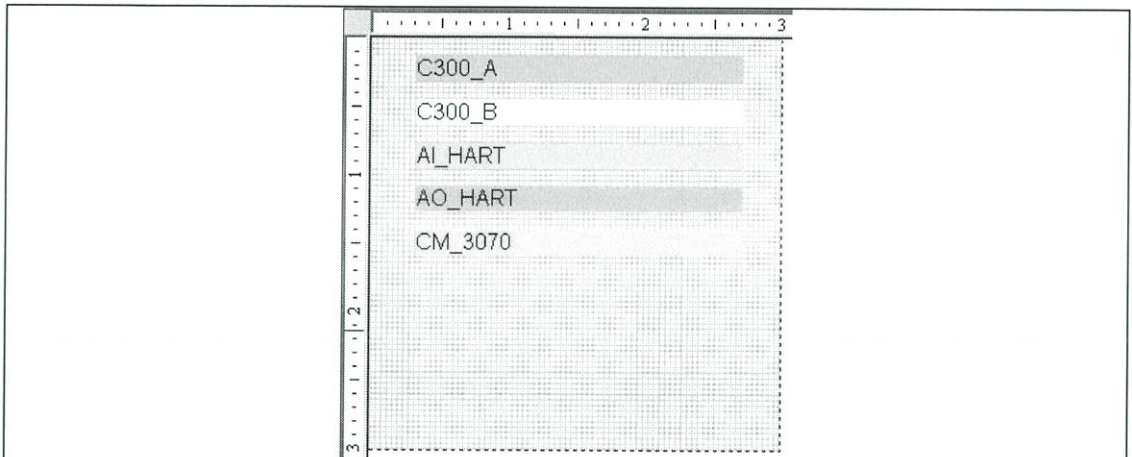 1 2 3
C300_A
C300_B
AI_HART
1
AO_HART
CM_3070
2
3